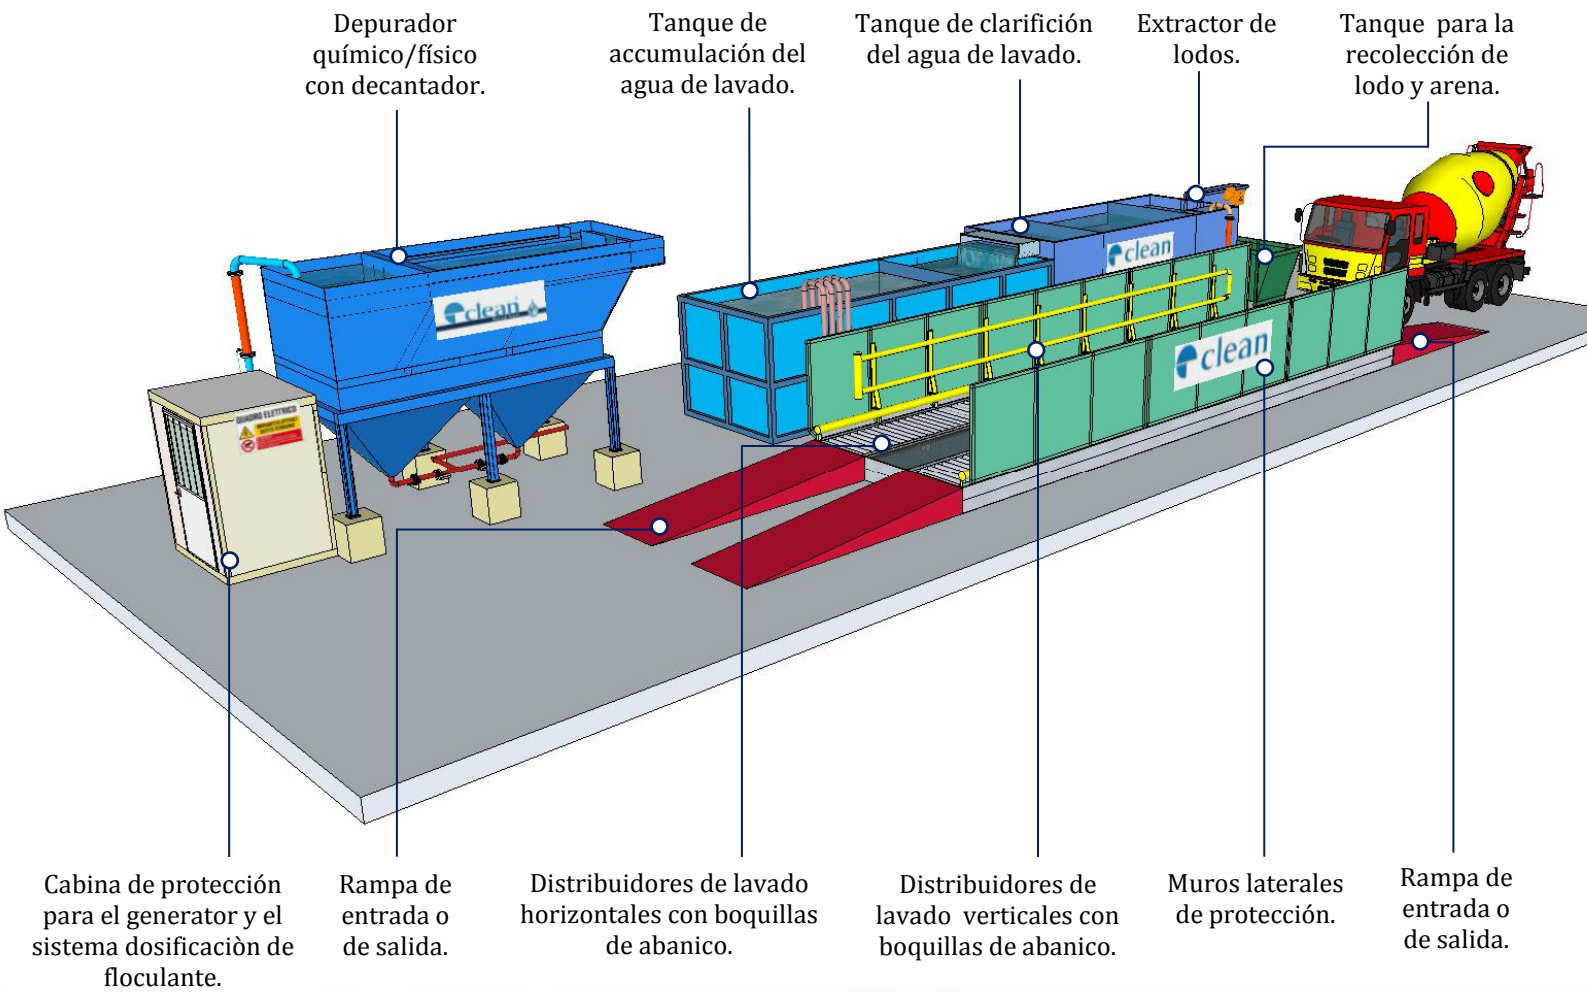 Depurador
químico/físico
con decantador.
Tanque de
accumulación del
agua de lavado.
Tanque de clarifición
del agua de lavado.
Extractor de
lodos.
Tanque para la
recolección de
lodo y arena.
clean
clean
clean
QUADRO ELETTRICO
Cabina de protección
para el generator y el
sistema dosificaciòn de
floculante.
Rampa de
entrada o
de salida.
Distribuidores de lavado
horizontales con boquillas
de abanico.
Distribuidores de
lavado verticales con
boquillas de abanico.
Muros laterales
de protección.
Rampa de
entrada o
de salida.